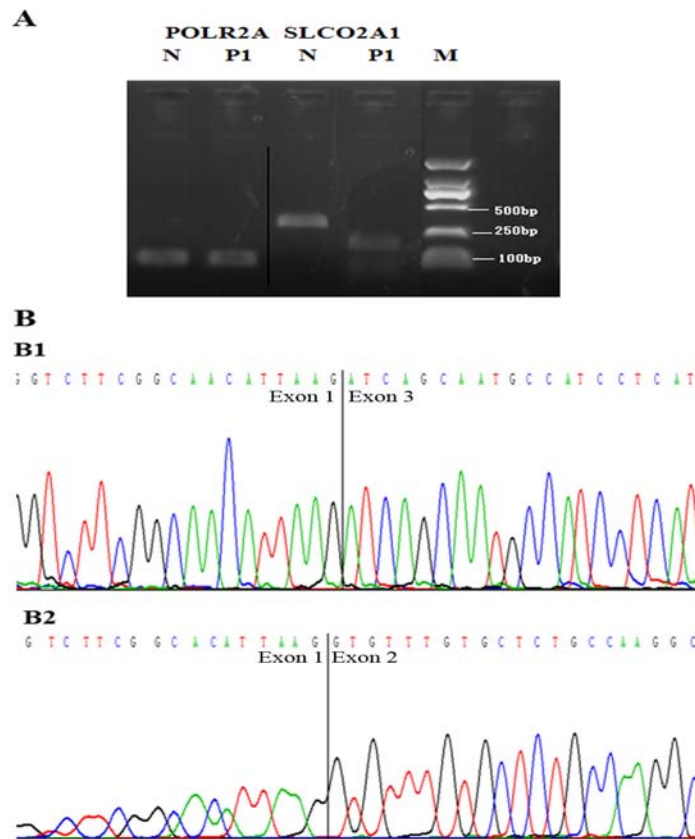 A
POLR2A SLCO2A1
N P1 N P1 M
500bp
250bp
100bp
B
B1
G G T C T T C G G C A A C A T T A A G A T C A G C A A T G C C A T C C T C A T
Exon 1 Exon 3
B2
G T C T T C G G C A C A T T A A G G T G T T T G T G C T C T G C C A A G G C
Exon 1 Exon 2